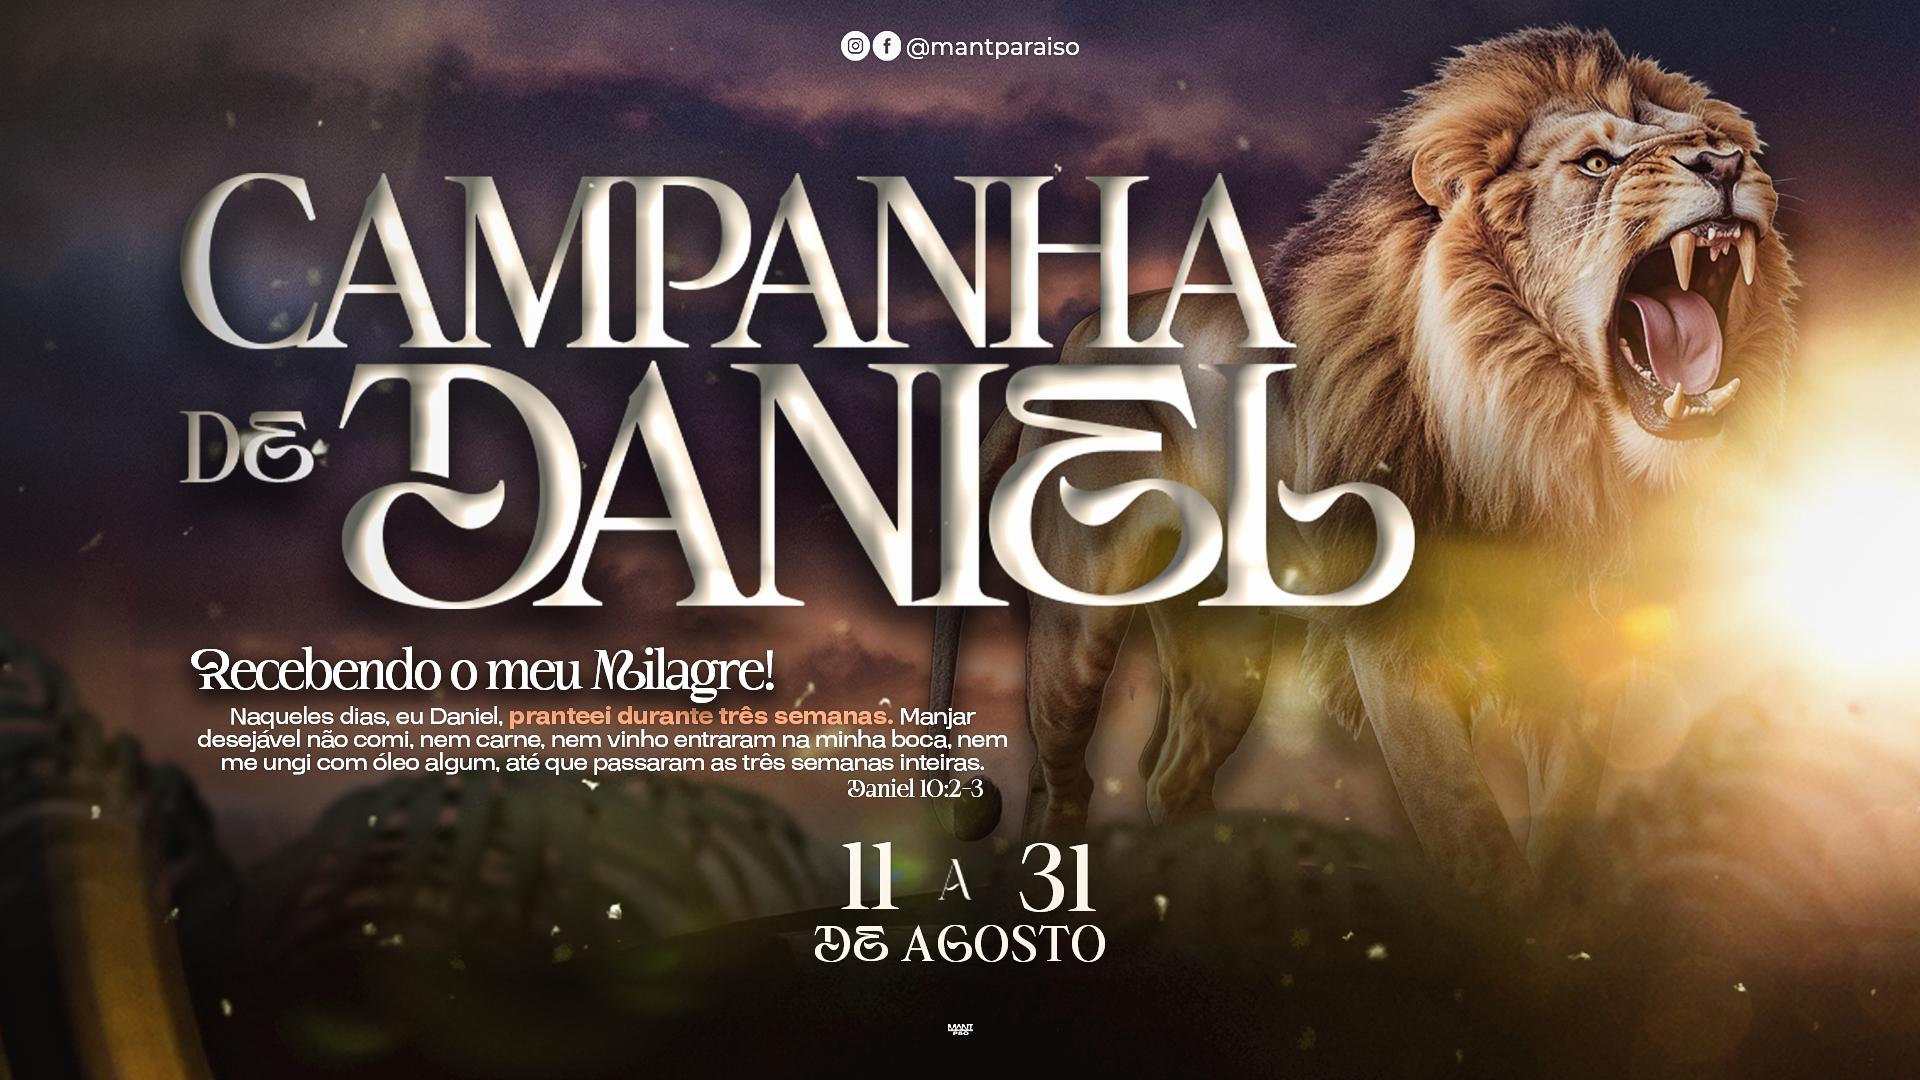 @mantparaiso
CAMPANHA
DE DANIEL
Recebendo o meu Milagre!
Naqueles dias, eu Daniel, pranteei durante três semanas. Manjar
desejável não comi, nem carne, nem vinho entraram na minha boca, nem
me ungi com óleo algum, até que passaram as três semanas inteiras.
Daniel 10:2-3
11 A 31
DE AGOSTO
MANT
PSO